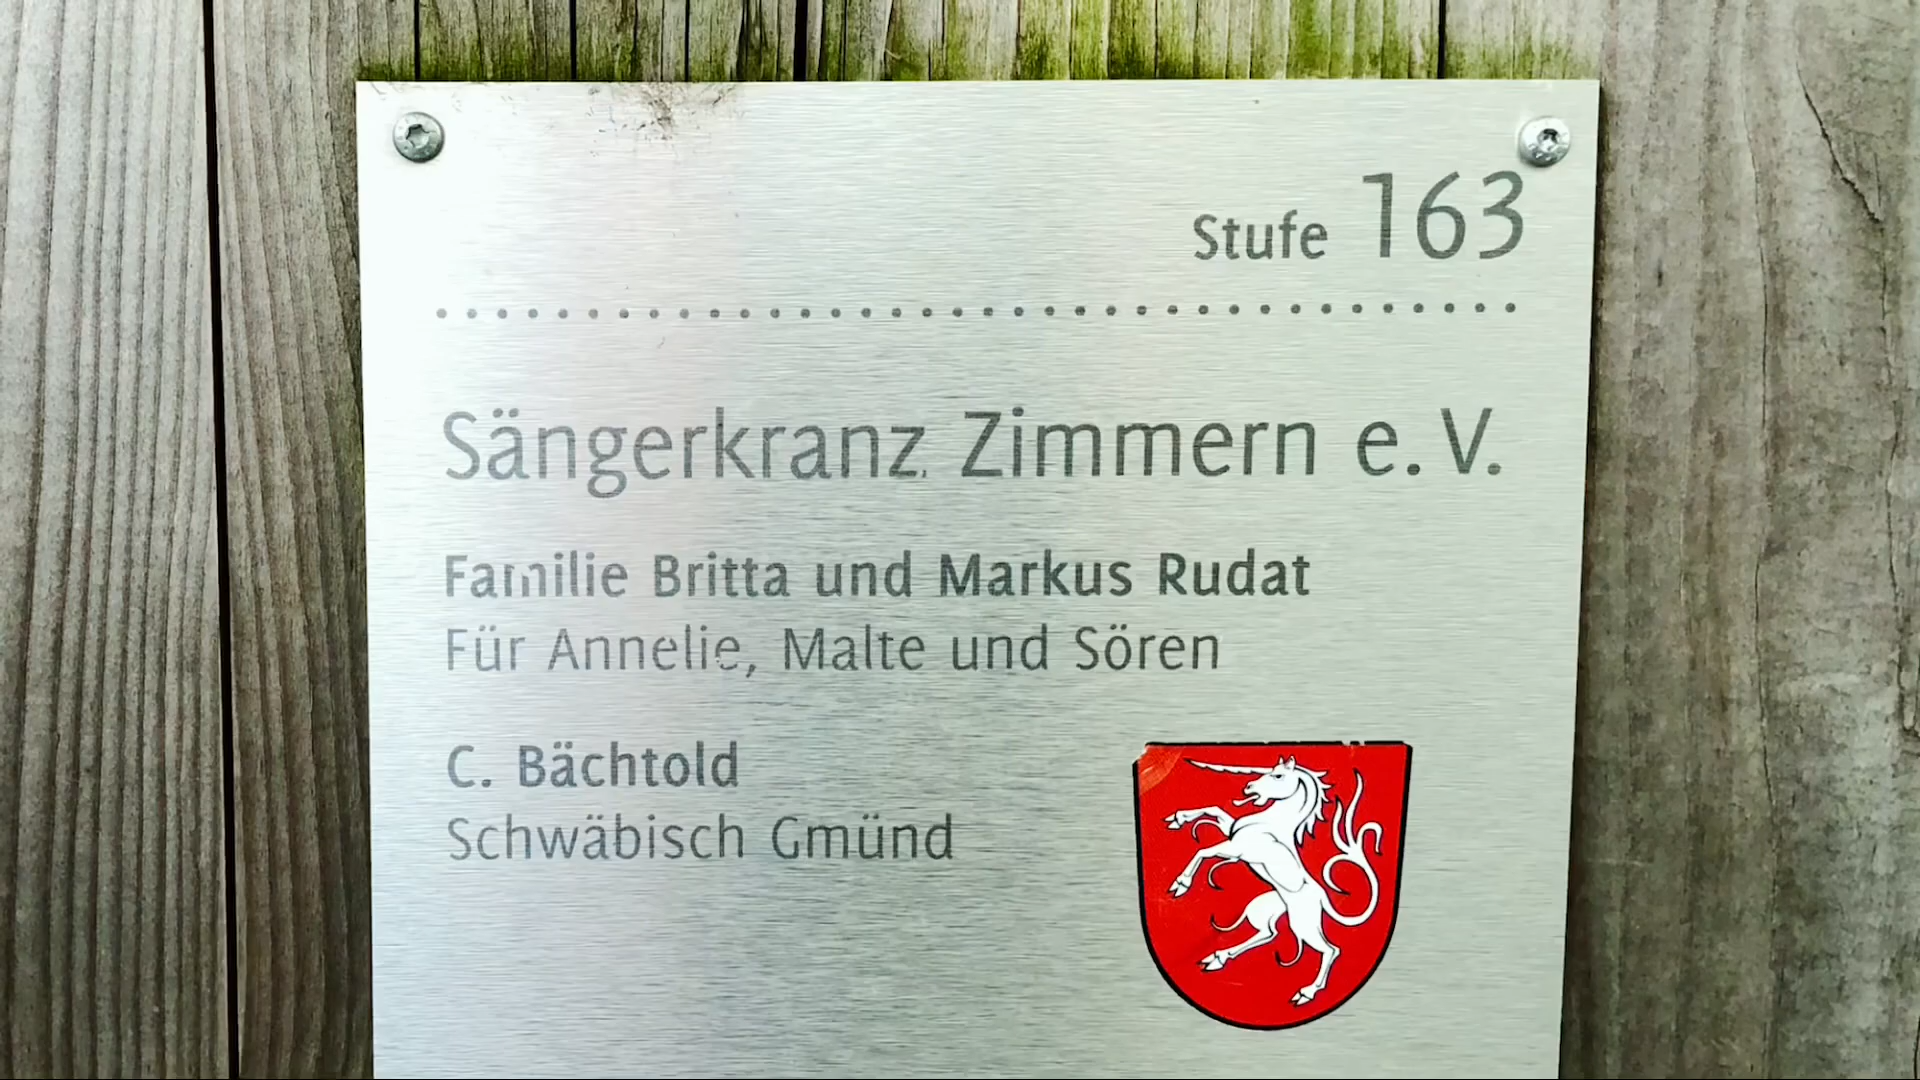 Stufe 163
Sängerkranz Zimmern e. V.
Familie Britta und Markus Rudat
Für Annelie, Malte und Sören
C. Bächtold
Schwäbisch Gmünd